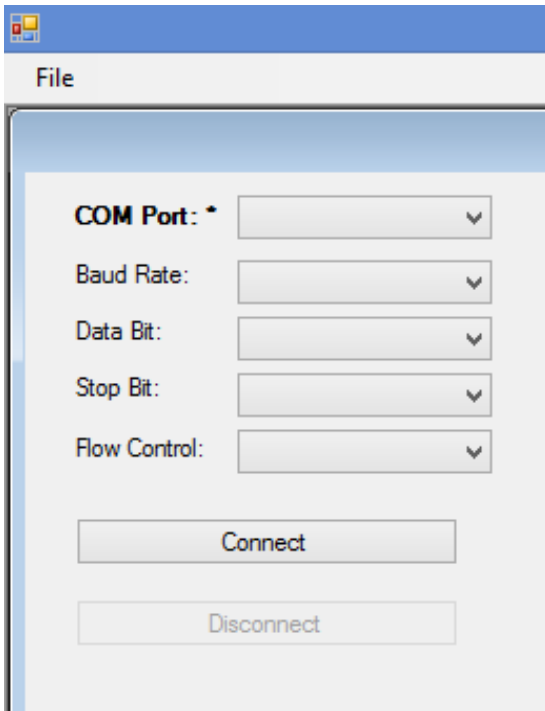 File
COM Port: *
Baud Rate:
Data Bit:
Stop Bit:
Flow Control:
Connect
Disconnect